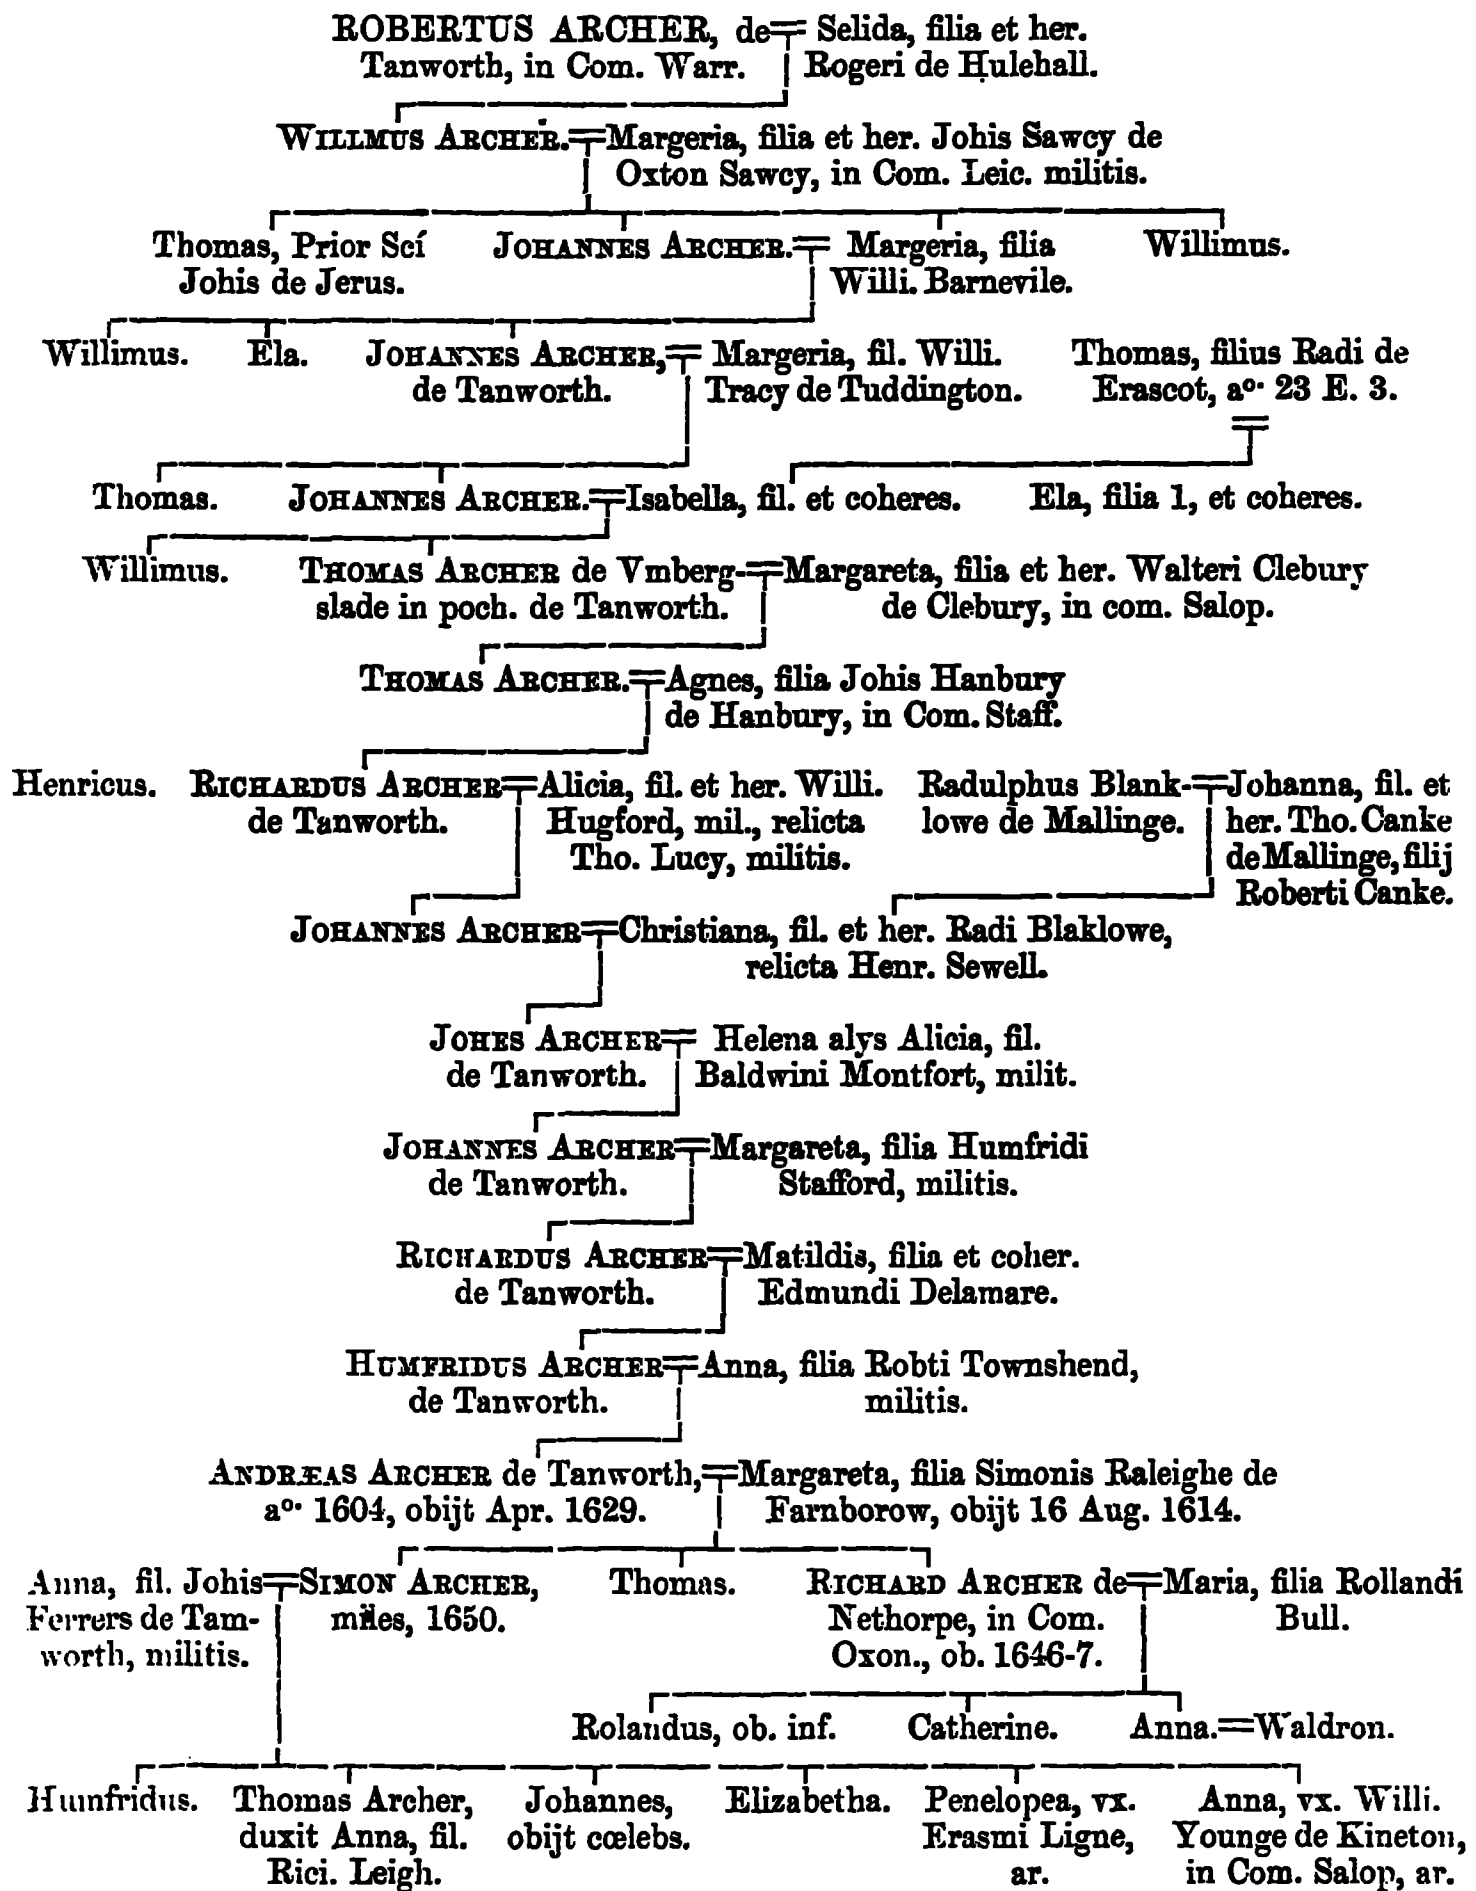 ROBERTUS ARCHER, de = Selida, filia et her.
Tanworth, in Com. Warr. Rogeri de Hulehall.
WILLMUS ARCHER. = Margeria, filia et her. Johis Sawcy de
Oxton Sawcy, in Com. Leic. militis.
Thomas, Prior Scí JOHANNES ARCHER. = Margeria, filia Willimus.
Johis de Jerus. Willi. Barnevile.
Willimus. Ela. JOHANNES ARCHER, = Margeria, fil. Willi. Thomas, filius Radi de
de Tanworth. Tracy de Tuddington. Erascot, aº· 23 E. 3.
=
Thomas. JOHANNES ARCHER. = Isabella, fil. et coheres. Ela, filia 1, et coheres.
Willimus. THOMAS ARCHER de Vmberg- = Margareta, filia et her. Walteri Clebury
slade in poch. de Tanworth. de Clebury, in com. Salop.
THOMAS ARCHER. = Agnes, filia Johis Hanbury
de Hanbury, in Com. Staff.
Henricus. RICHARDUS ARCHER = Alicia, fil. et her. Willi. Radulphus Blank- = Johanna, fil. et
de Tanworth. Hugford, mil., relicta lowe de Mallinge. her. Tho. Canke
Tho. Lucy, militis. de Mallinge, filij
Roberti Canke.
JOHANNES ARCHER = Christiana, fil. et her. Radi Blaklowe,
relicta Henr. Sewell.
JOHES ARCHER = Helena alys Alicia, fil.
de Tanworth. Baldwini Montfort, milit.
JOHANNES ARCHER = Margareta, filia Humfridi
de Tanworth. Stafford, militis.
RICHARDUS ARCHER = Matildis, filia et coher.
de Tanworth. Edmundi Delamare.
HUMFRIDUS ARCHER = Anna, filia Robti Townshend,
de Tanworth. militis.
ANDRÆAS ARCHER de Tanworth, = Margareta, filia Simonis Raleighe de
aº· 1604, obijt Apr. 1629. Farnborow, obijt 16 Aug. 1614.
Anna, fil. Johis = SIMON ARCHER, Thomas. RICHARD ARCHER de = Maria, filia Rollandi
Ferrers de Tam- miles, 1650. Nethorpe, in Com. Bull.
worth, militis. Oxon., ob. 1646-7.
Rolandus, ob. inf. Catherine. Anna. = Waldron.
Humfridus. Thomas Archer, Johannes, Elizabetha. Penelopea, vx. Anna, vx. Willi.
duxit Anna, fil. obijt cœlebs. Erasmi Ligne, Younge de Kineton,
Rici. Leigh. ar. in Com. Salop, ar.